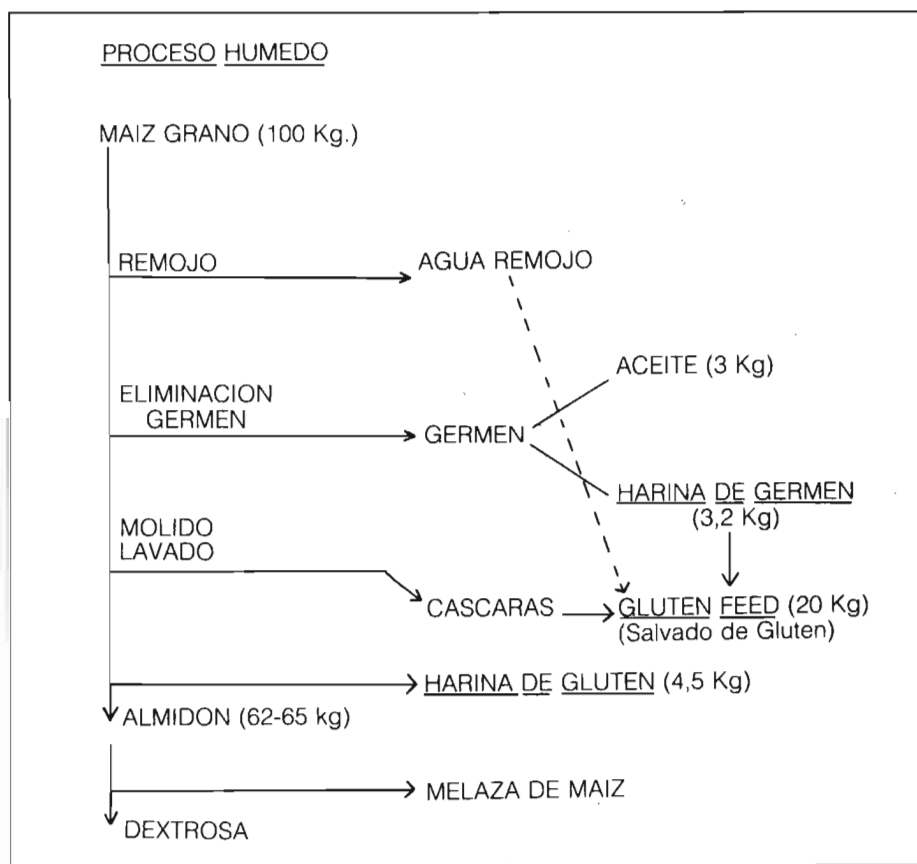 PROCESO HUMEDO
MAIZ GRANO (100 Kg.)
REMOJO
AGUA REMOJO
ACEITE (3 Kg)
ELIMINACION
GERMEN
GERMEN
HARINA DE GERMEN
(3,2 Kg)
MOLIDO
LAVADO
CASCARAS
GLUTEN FEED (20 Kg)
(Salvado de Gluten)
HARINA DE GLUTEN (4,5 Kg)
ALMIDON (62-65 kg)
MELAZA DE MAIZ
DEXTROSA